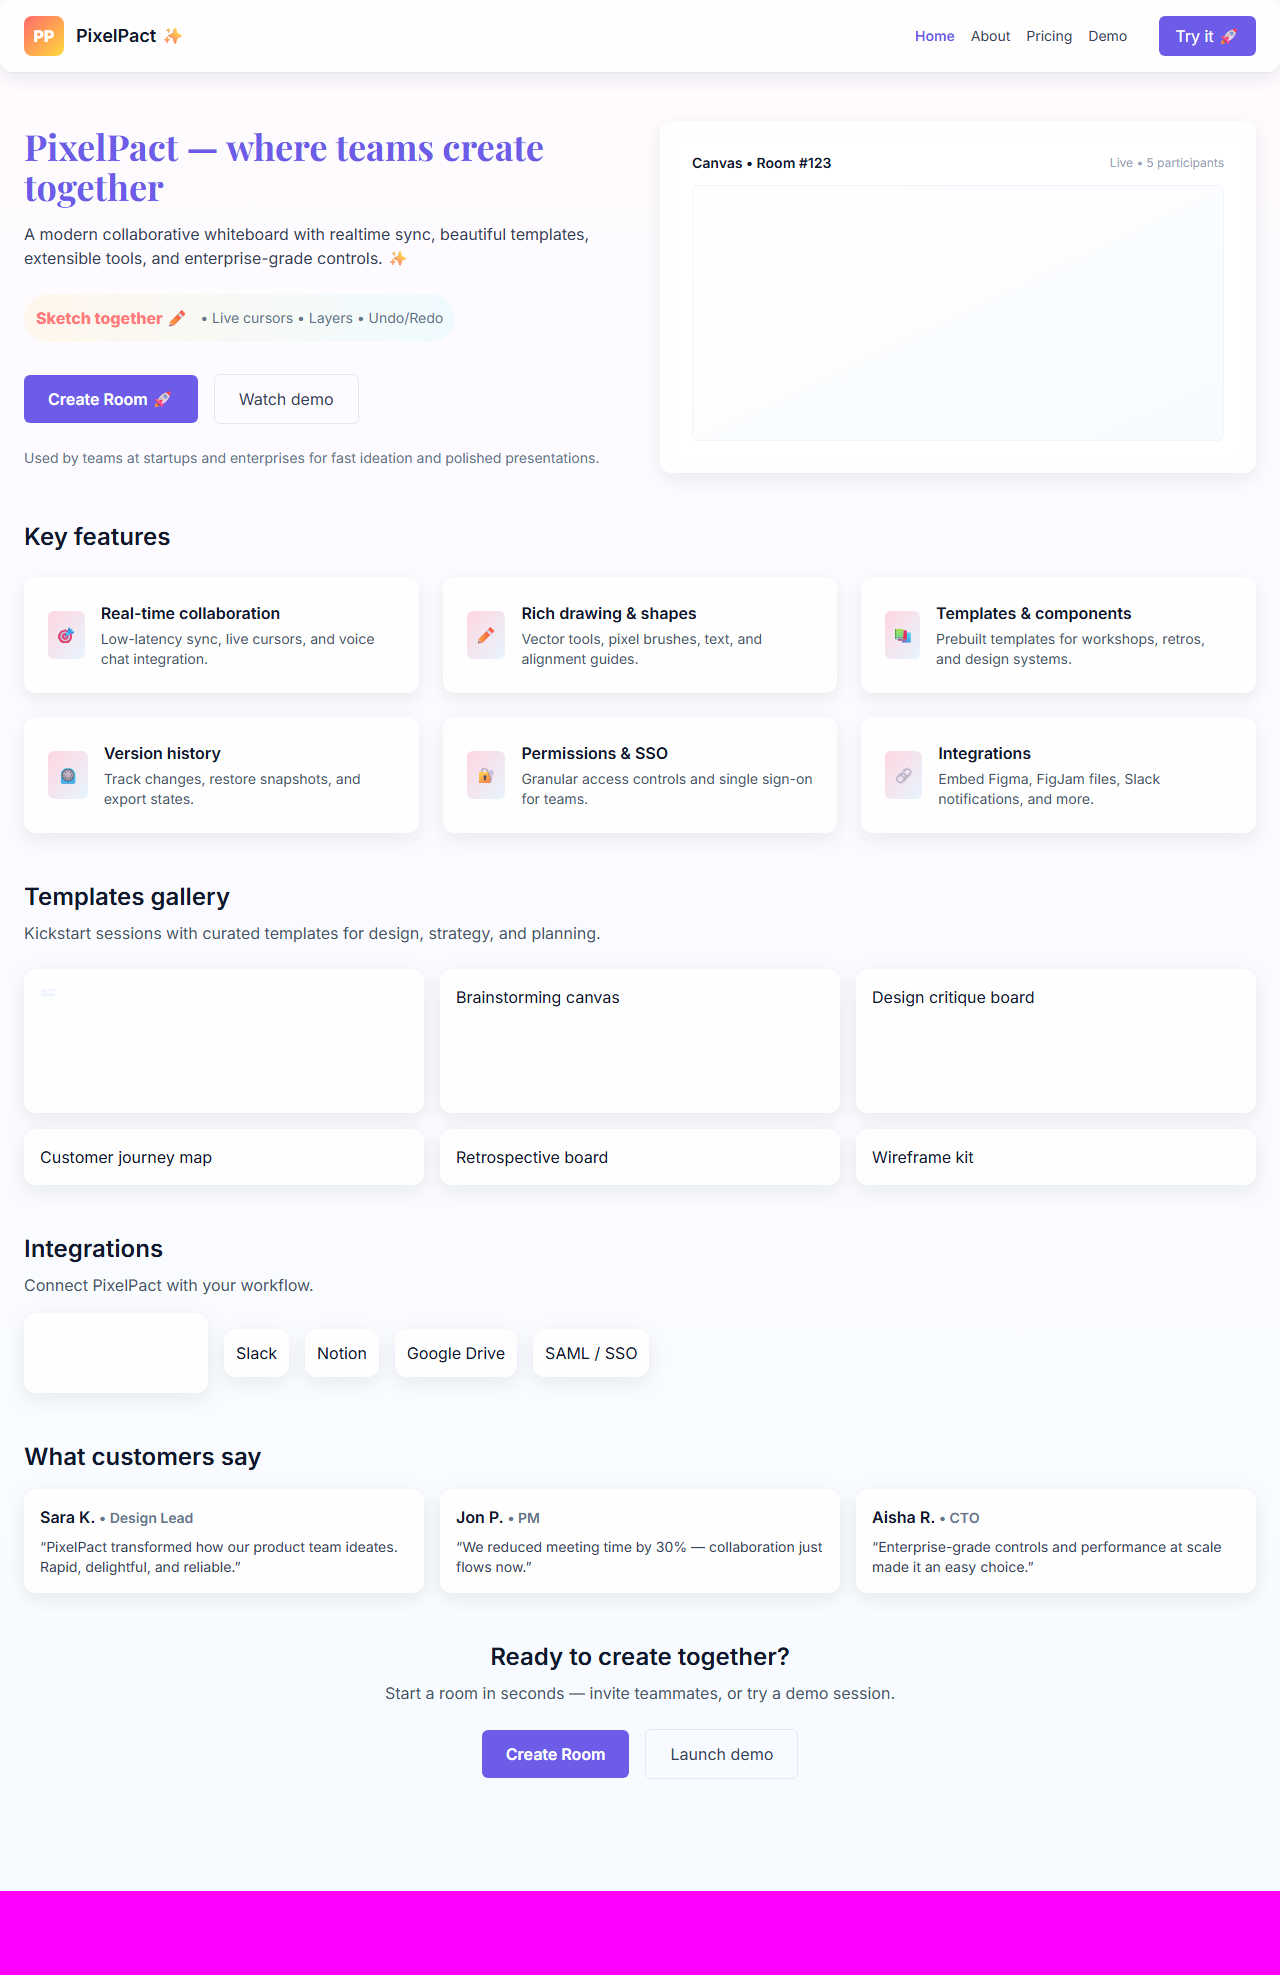 PP PixelPact ✨
Home About Pricing Demo Try it 🚀
PixelPact — where teams create
together
A modern collaborative whiteboard with realtime sync, beautiful templates,
extensible tools, and enterprise-grade controls. ✨
Sketch together ✏️ • Live cursors • Layers • Undo/Redo
Create Room 🚀 Watch demo
Used by teams at startups and enterprises for fast ideation and polished presentations.
Canvas • Room #123 Live • 5 participants
Key features
Real-time collaboration
Low-latency sync, live cursors, and voice
chat integration.
Rich drawing & shapes
Vector tools, pixel brushes, text, and
alignment guides.
Templates & components
Prebuilt templates for workshops, retros,
and design systems.
Version history
Track changes, restore snapshots, and
export states.
Permissions & SSO
Granular access controls and single sign-on
for teams.
Integrations
Embed Figma, FigJam files, Slack
notifications, and more.
Templates gallery
Kickstart sessions with curated templates for design, strategy, and planning.
Brainstorming canvas
Design critique board
Customer journey map
Retrospective board
Wireframe kit
Integrations
Connect PixelPact with your workflow.
Slack
Notion
Google Drive
SAML / SSO
What customers say
Sara K. • Design Lead
“PixelPact transformed how our product team ideates.
Rapid, delightful, and reliable.”
Jon P. • PM
“We reduced meeting time by 30% — collaboration just
flows now.”
Aisha R. • CTO
“Enterprise-grade controls and performance at scale
made it an easy choice.”
Ready to create together?
Start a room in seconds — invite teammates, or try a demo session.
Create Room Launch demo